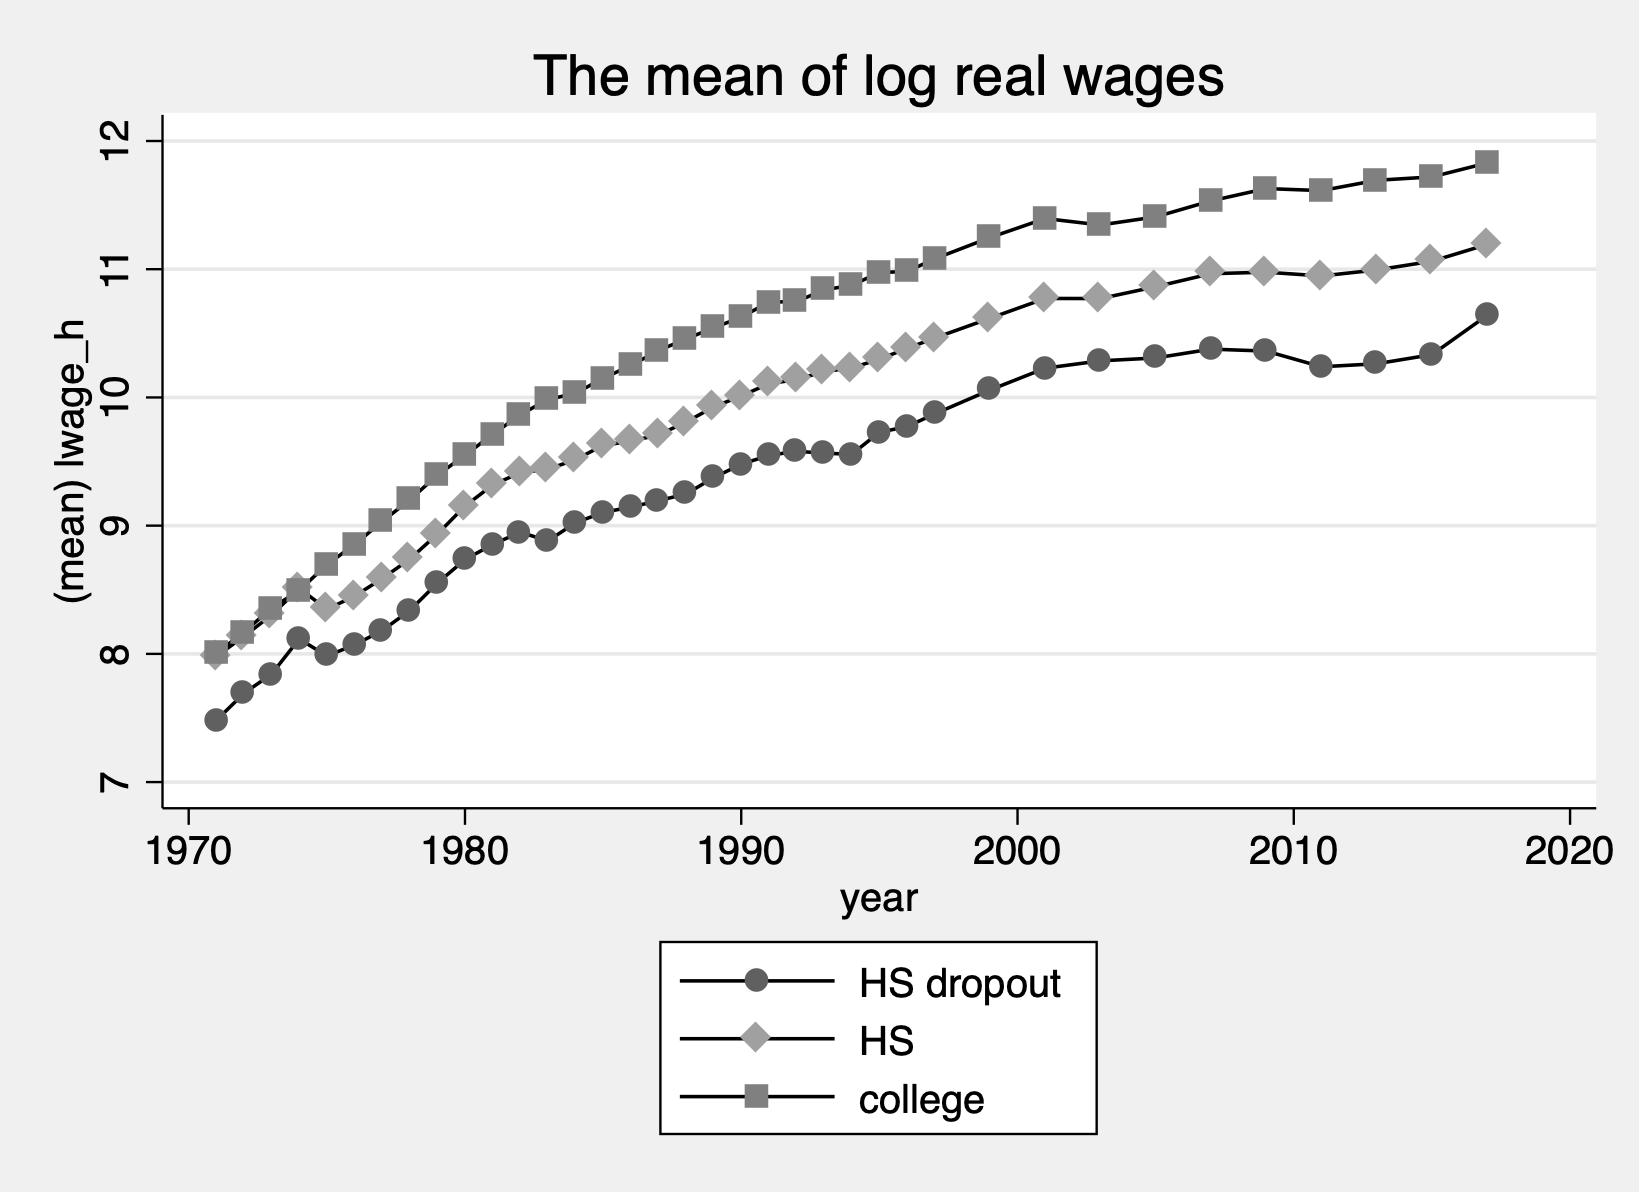 The mean of log real wages
(mean) lwage_h
12
11
10
9
8
7
1970 1980 1990 2000 2010 2020
year
HS dropout
HS
college